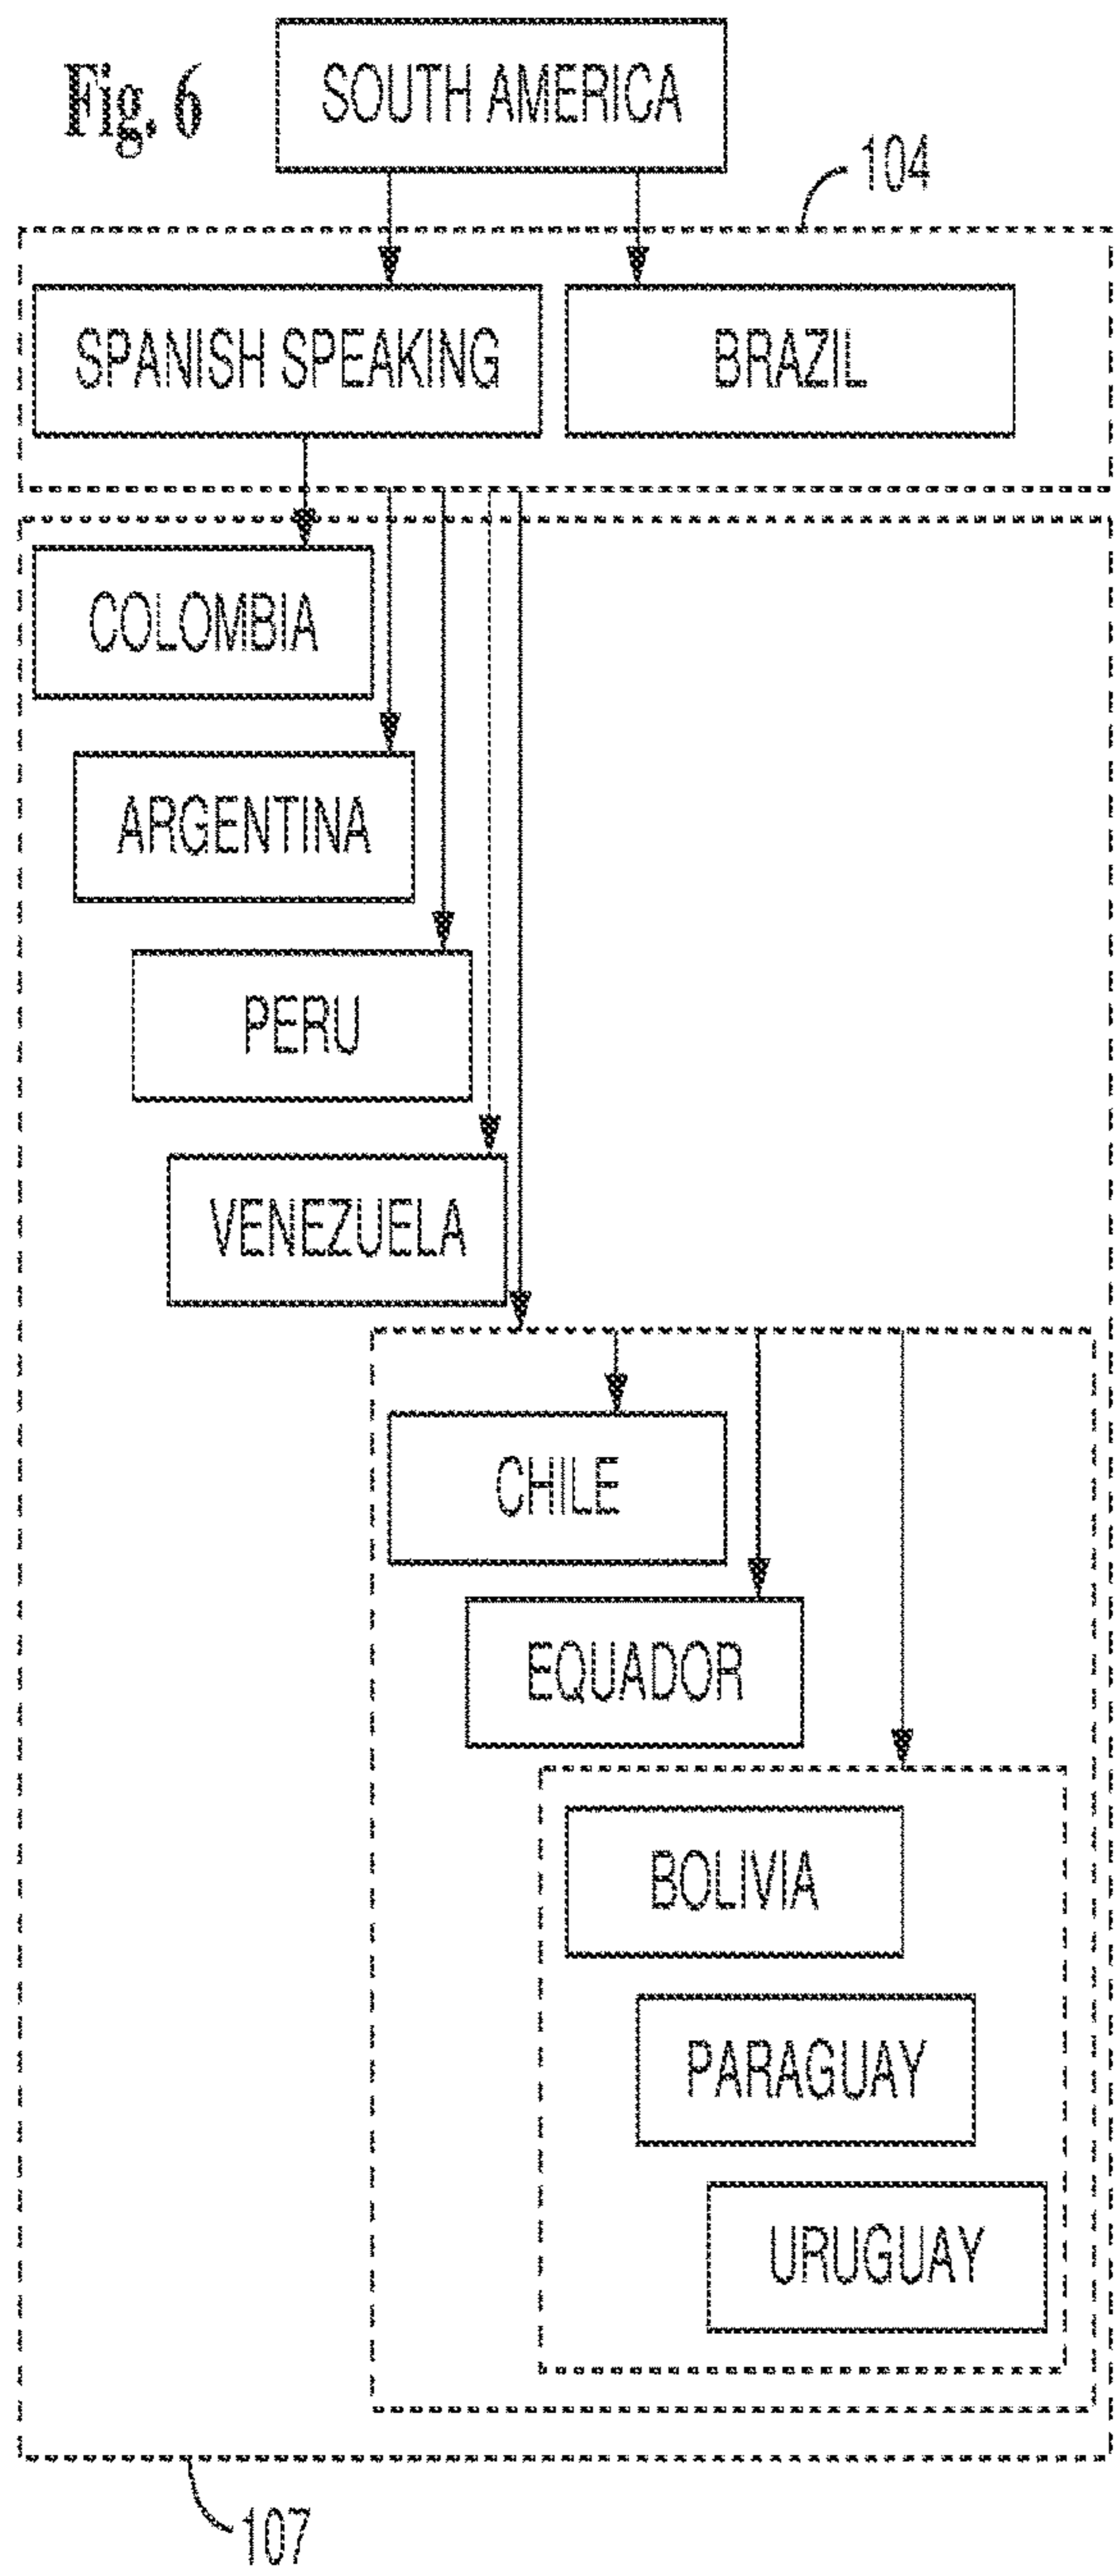 Fig. 6
SOUTH AMERICA
104
SPANISH SPEAKING
BRAZIL
COLOMBIA
ARGENTINA
PERU
VENEZUELA
CHILE
EQUADOR
BOLIVIA
PARAGUAY
URUGUAY
107